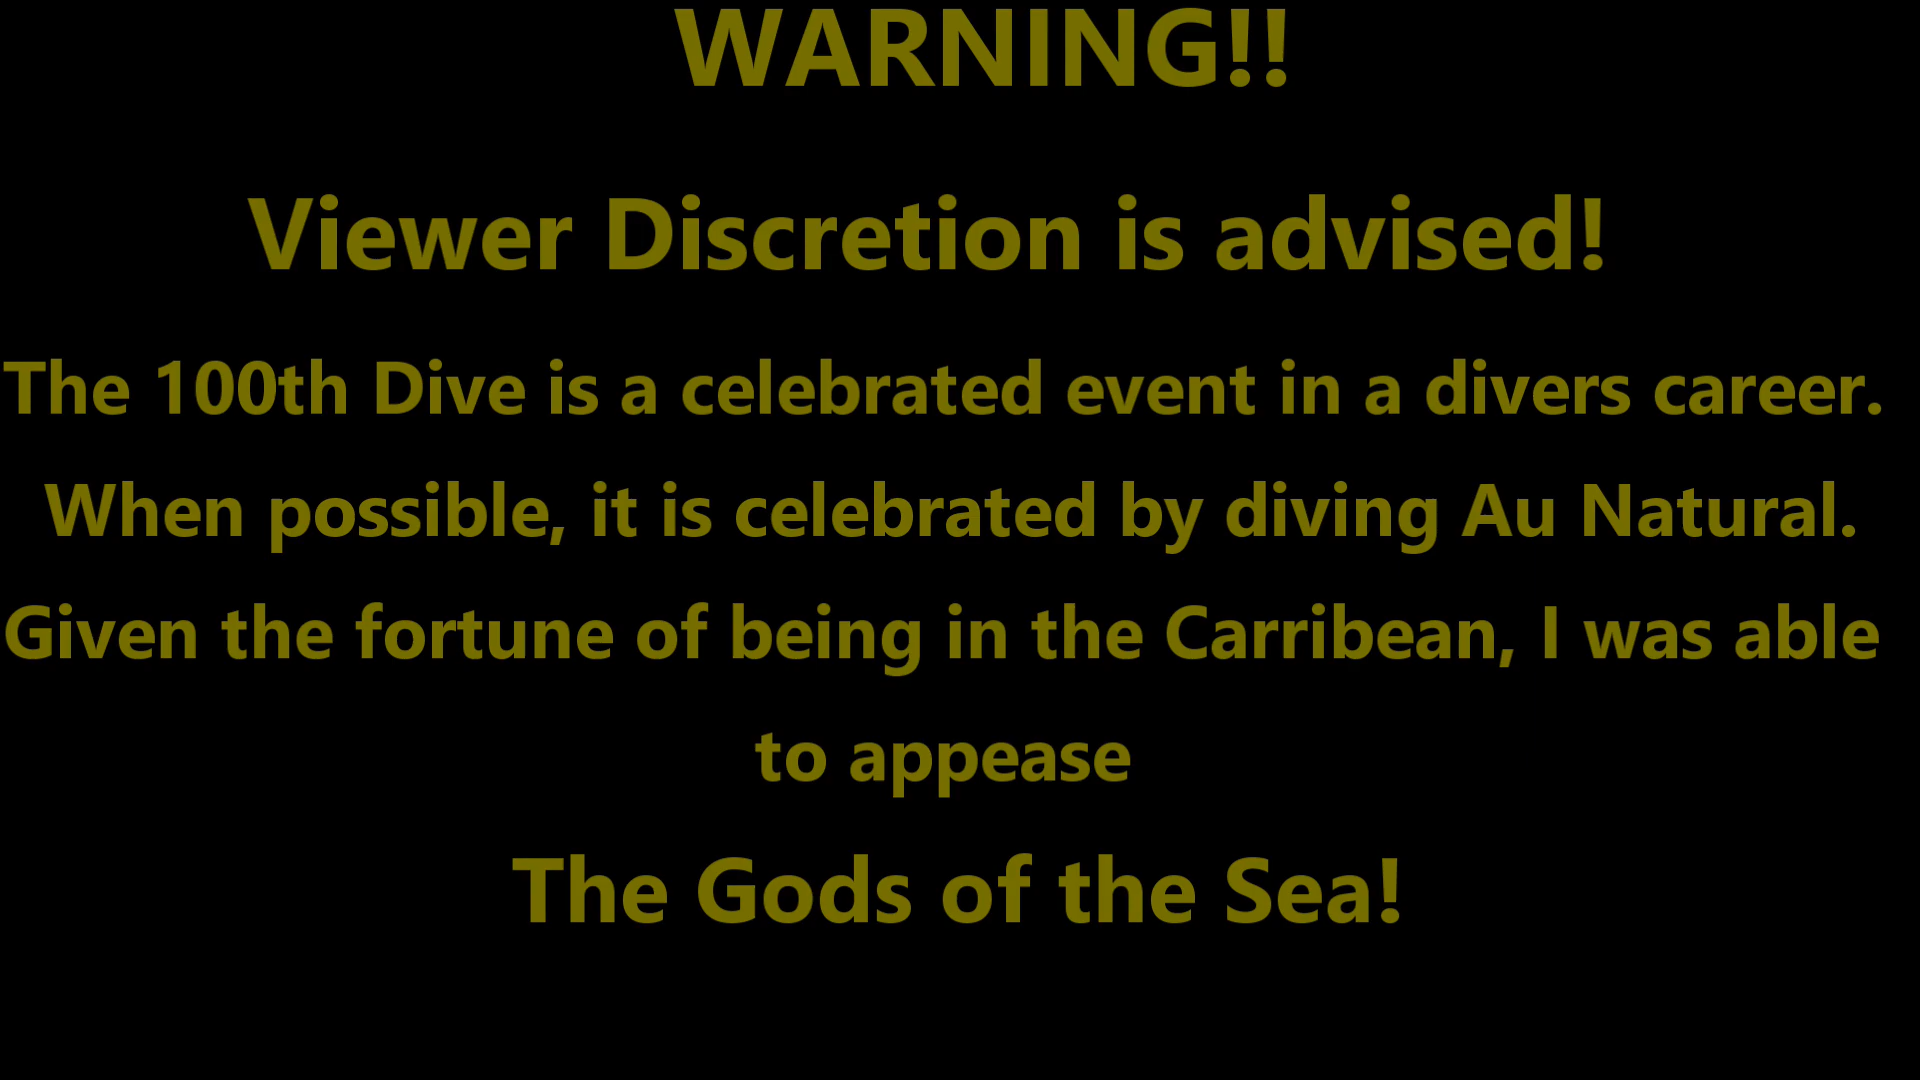 WARNING!!
Viewer Discretion is advised!
The 100th Dive is a celebrated event in a divers career.
When possible, it is celebrated by diving Au Natural.
Given the fortune of being in the Carribean, I was able
to appease
The Gods of the Sea!